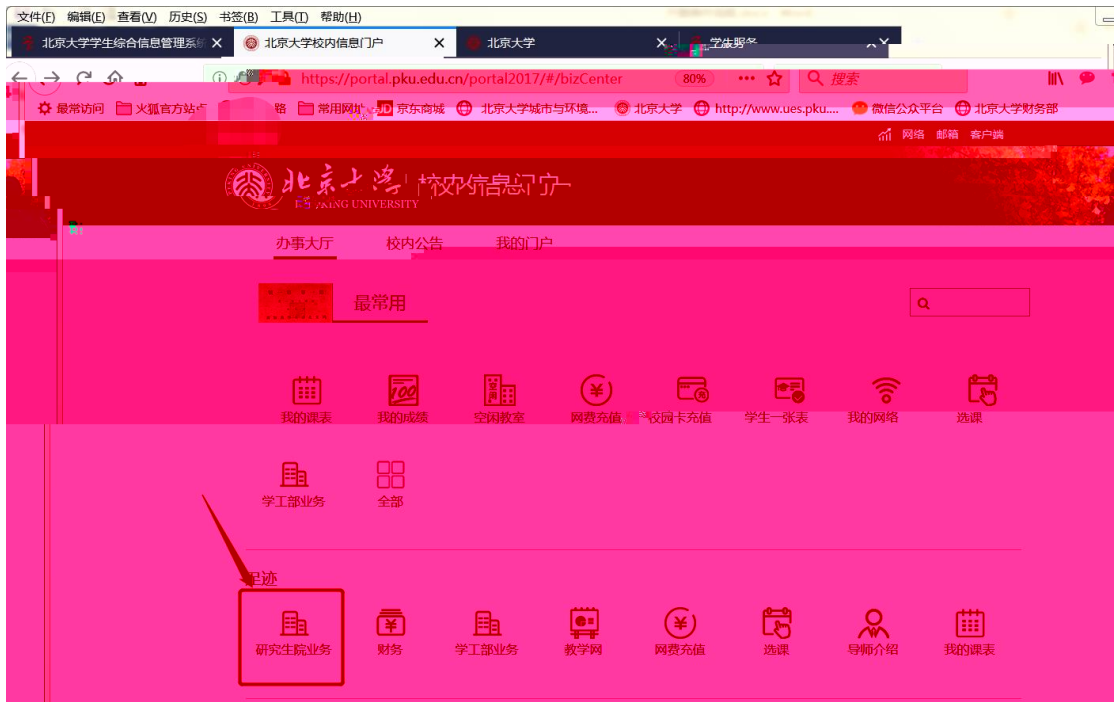 文件(F) 编辑(E) 查看(V) 历史(S) 书签(B) 工具(T) 帮助(H)
北京大学学生综合信息管理系统 北京大学校内信息门户 北京大学 学生服务
https://portal.pku.edu.cn/portal2017/#/bizCenter 80% 搜索
最常访问 火狐官方站点 常用网址 JD 京东商城 北京大学城市与环境... 北京大学 http://www.ues.pku.... 微信公众平台 北京大学财务部
网络 邮箱 客户端
北京大学 校内信息门户
UNIVERSITY
办事大厅 校内公告 我的门户
最常用
我的课表 我的成绩 空闲教室 网费充值 校园卡充值 学生一张表 我的网络 选课
学工部业务 全部
足迹
研究生院业务 财务 学工部业务 教学网 网费充值 选课 导师介绍 我的课表